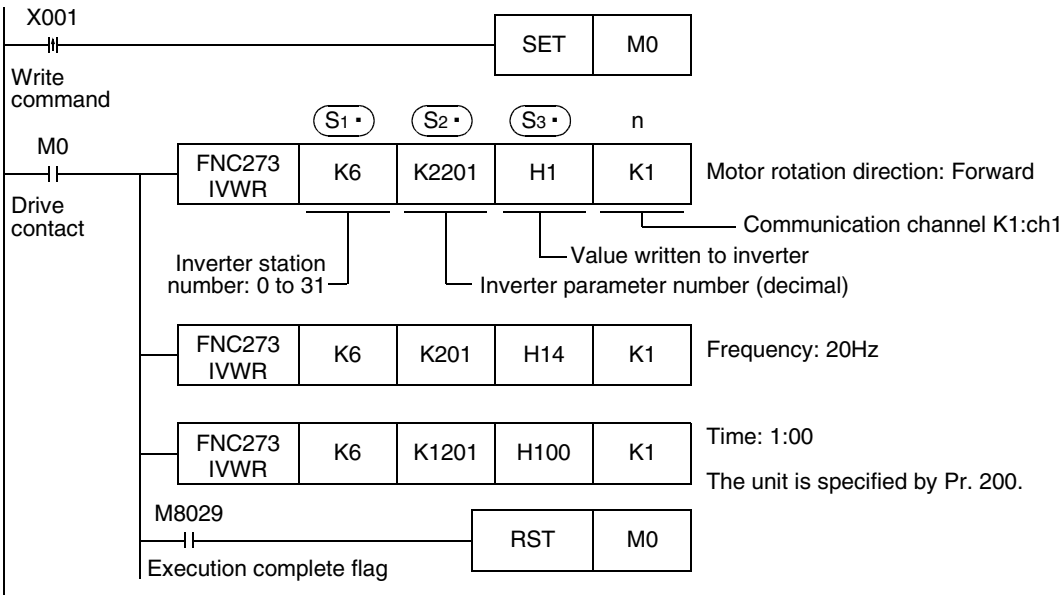 X001
SET M0
Write
command
S1・ S2・ S3・ n
M0
FNC273
IVWR
K6 K2201 H1 K1
Motor rotation direction: Forward
Drive
contact
Communication channel K1:ch1
Value written to inverter
Inverter station
number: 0 to 31
Inverter parameter number (decimal)
FNC273
IVWR
K6 K201 H14 K1
Frequency: 20Hz
FNC273
IVWR
K6 K1201 H100 K1
Time: 1:00
The unit is specified by Pr. 200.
M8029
RST M0
Execution complete flag